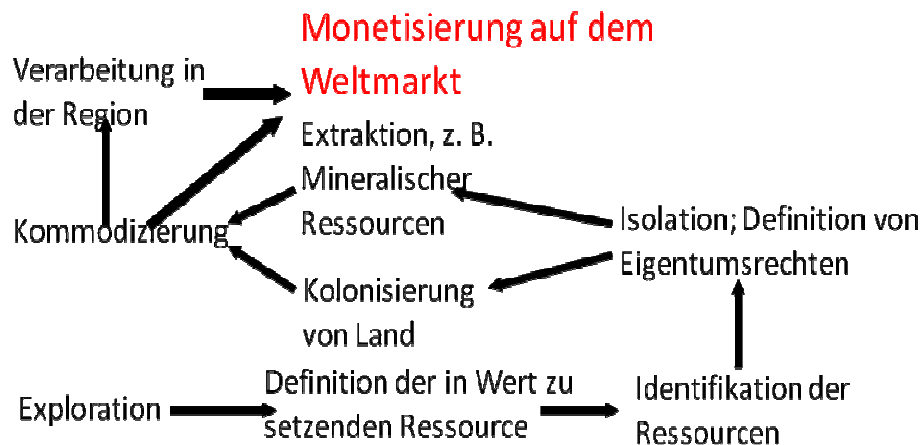 Monetisierung auf dem
Weltmarkt
Verarbeitung in
der Region
Extraktion, z. B.
Mineralischer
Ressourcen
Kommodizierung
Isolation; Definition von
Eigentumsrechten
Kolonisierung
von Land
Exploration
Definition der in Wert zu
setzenden Ressource
Identifikation der
Ressourcen